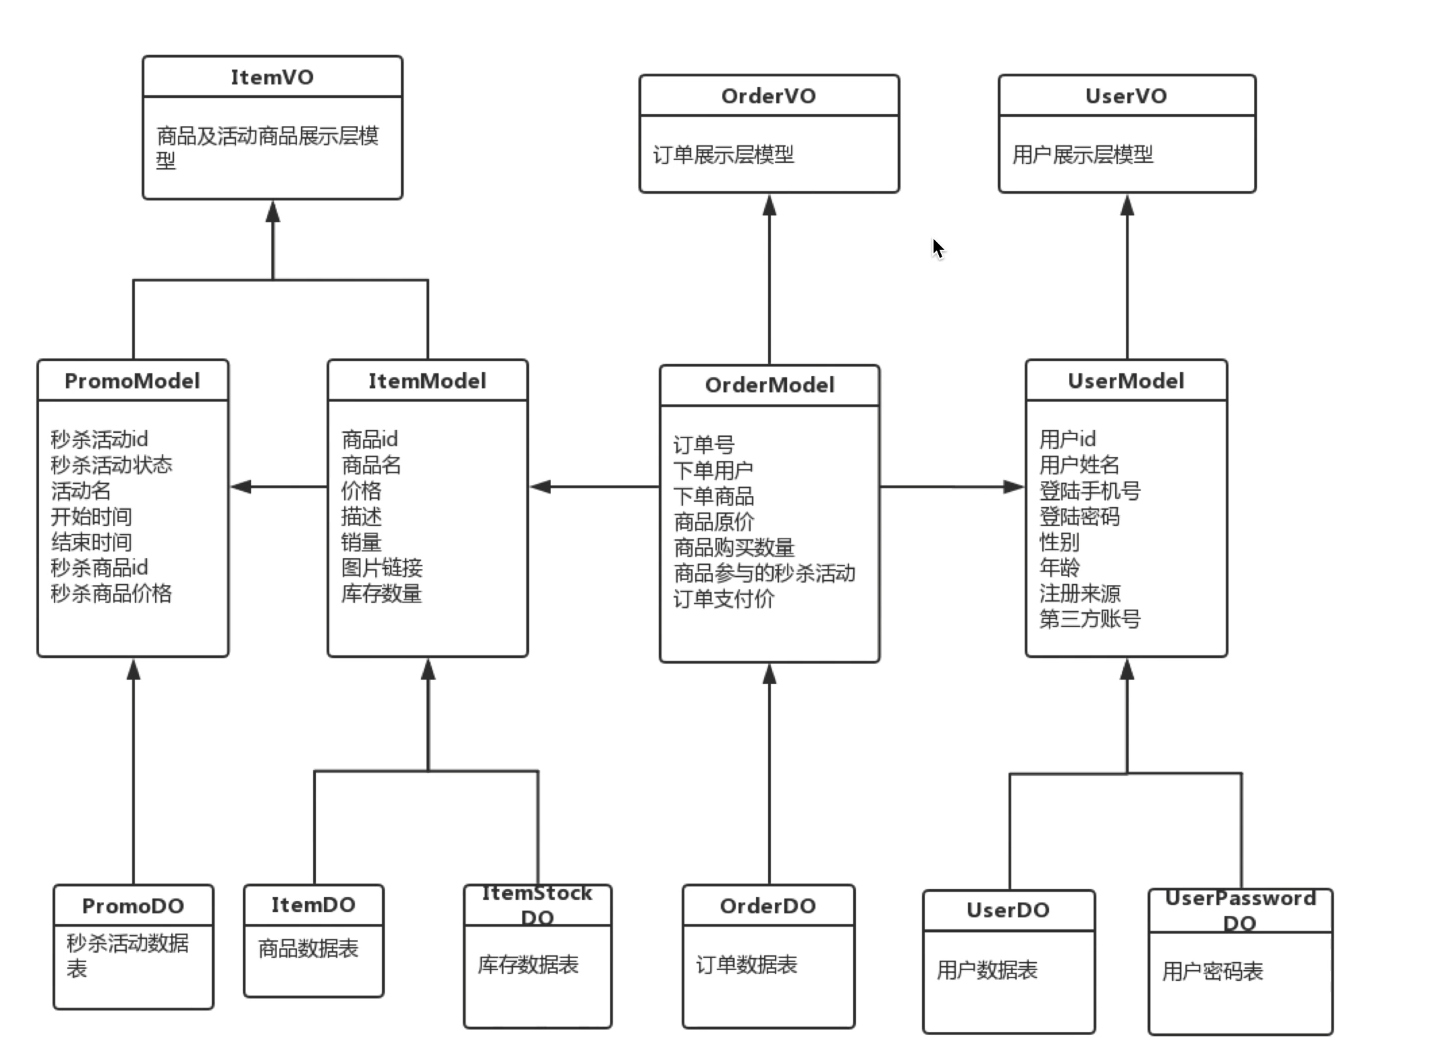 ItemVO
商品及活动商品展示层模
型
OrderVO
订单展示层模型
UserVO
用户展示层模型
PromoModel
秒杀活动id
秒杀活动状态
活动名
开始时间
结束时间
秒杀商品id
秒杀商品价格
ItemModel
商品id
商品名
价格
描述
销量
图片链接
库存数量
OrderModel
订单号
下单用户
下单商品
商品原价
商品购买数量
商品参与的秒杀活动
订单支付价
UserModel
用户id
用户姓名
登陆手机号
登陆密码
性别
年龄
注册来源
第三方账号
PromoDO
秒杀活动数据
表
ItemDO
商品数据表
ItemStock
DO
库存数据表
OrderDO
订单数据表
UserDO
用户数据表
UserPassword
DO
用户密码表